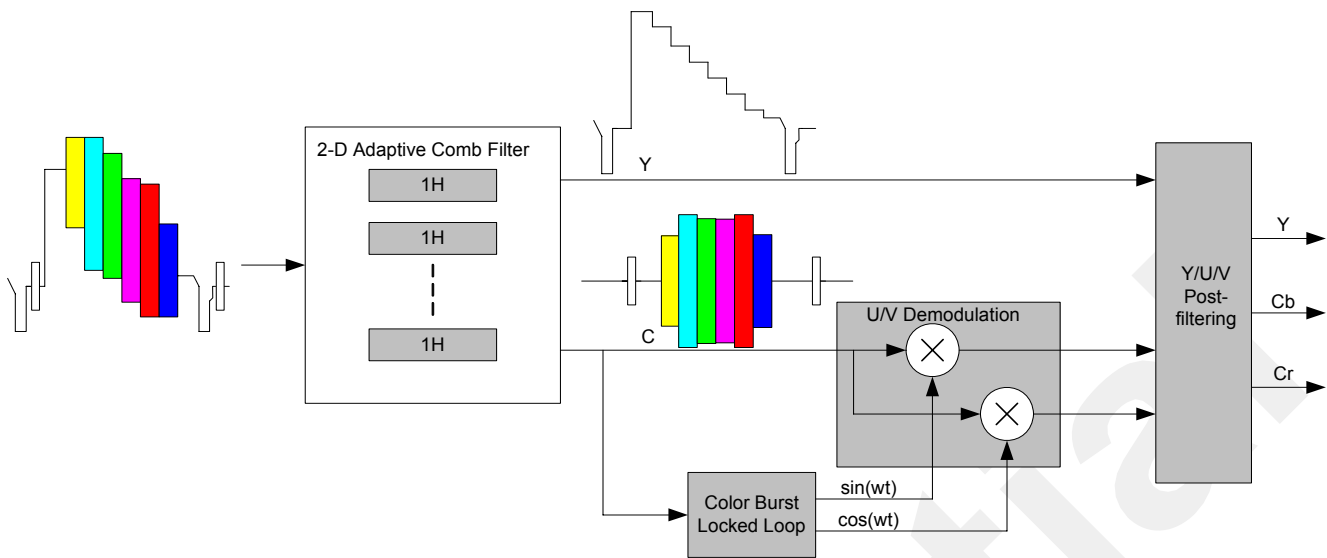 2-D Adaptive Comb Filter
1H
1H
1H
Y
C
U/V Demodulation
Color Burst
Locked Loop
sin(wt)
cos(wt)
Y/U/V
Post-
filtering
Y
Cb
Cr